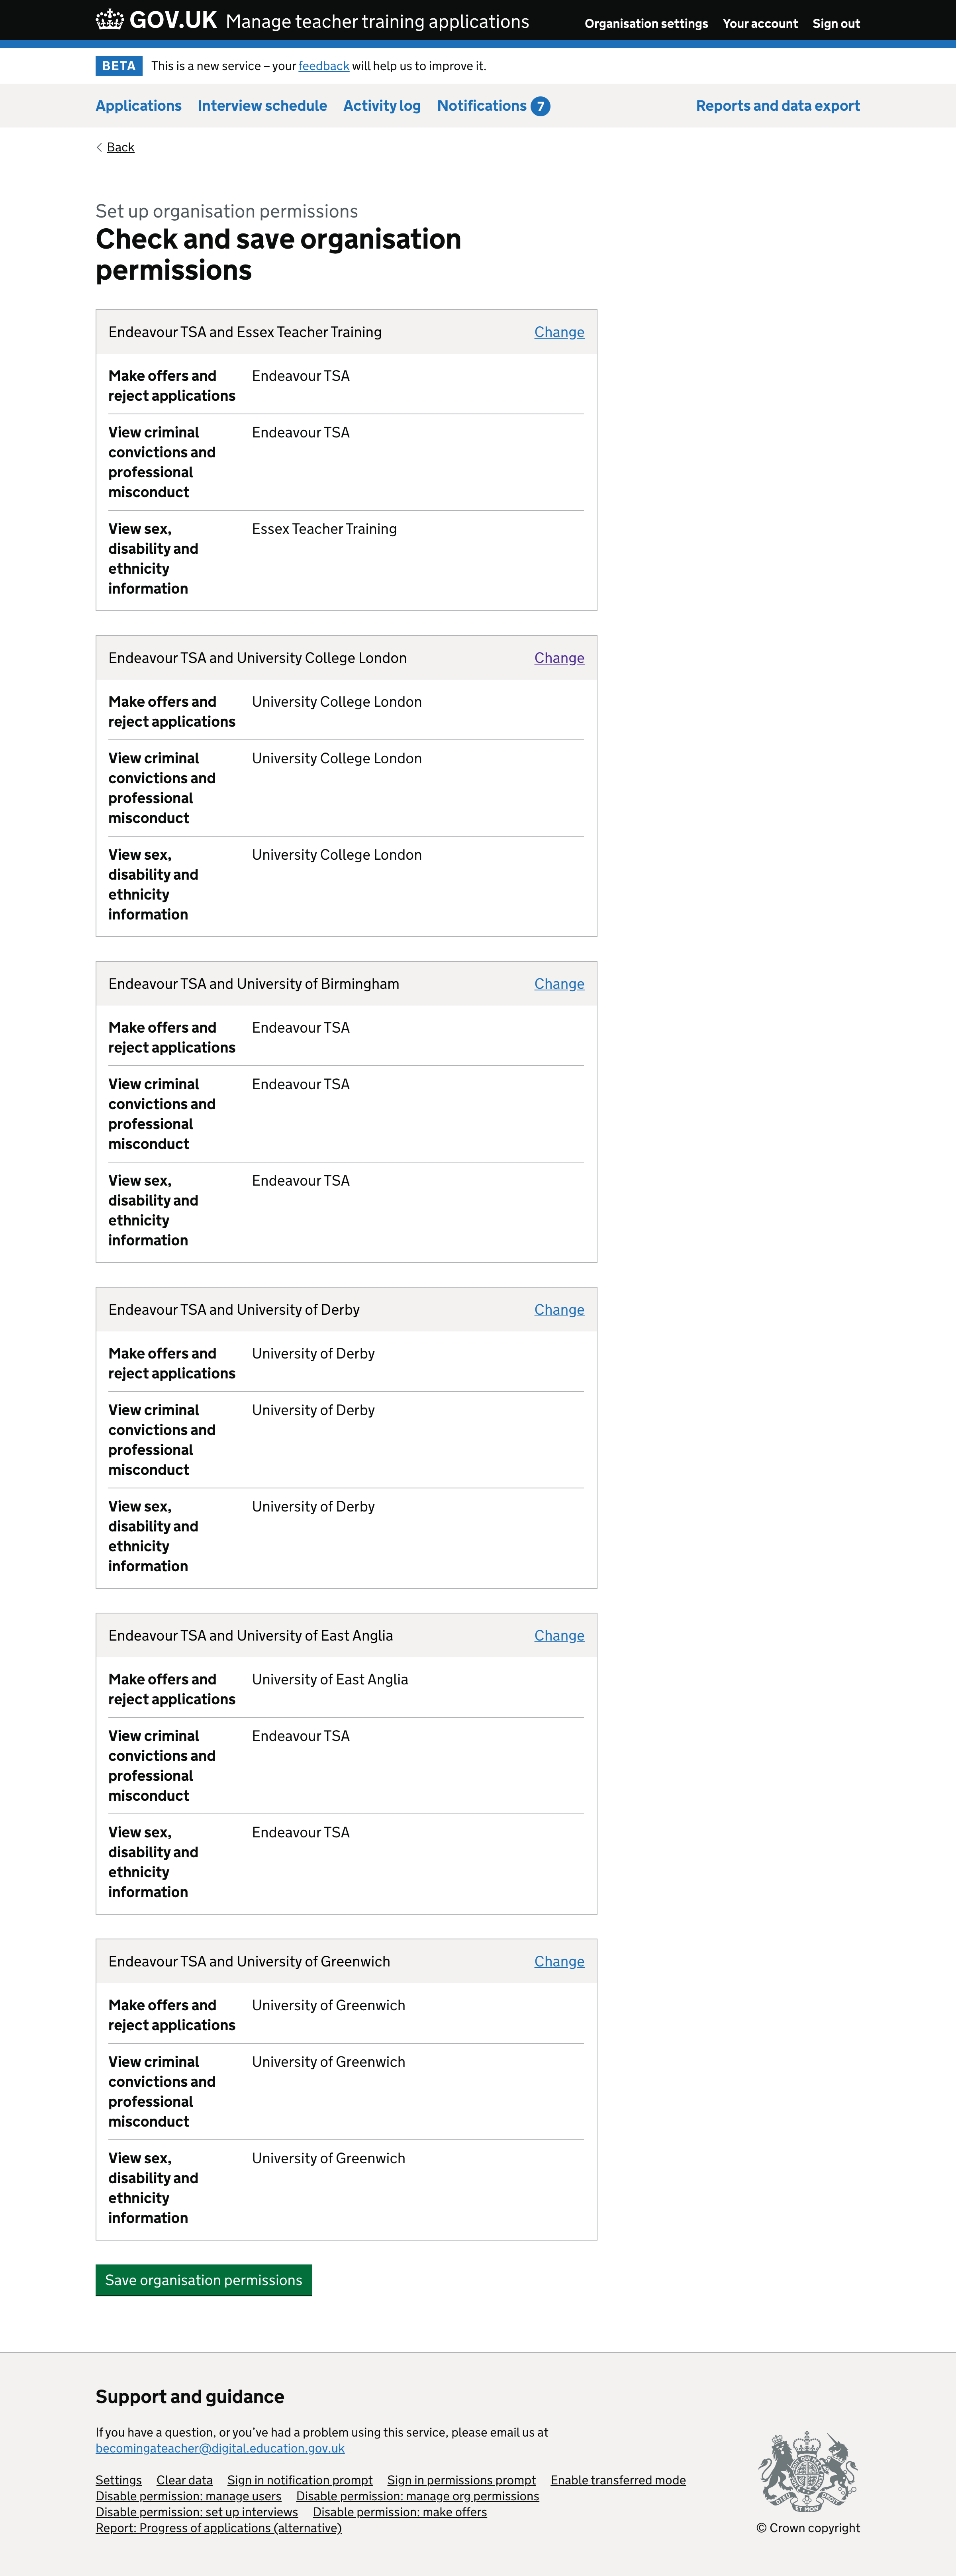 GOV.UK Manage teacher training applications Organisation settings Your account Sign out
BETA This is a new service – your feedback will help us to improve it.
Applications Interview schedule Activity log Notifications 7 Reports and data export
Back
Set up organisation permissions
Check and save organisation
permissions
Endeavour TSA and Essex Teacher Training Change
Make offers and Endeavour TSA
reject applications
View criminal Endeavour TSA
convictions and
professional
misconduct
View sex, Essex Teacher Training
disability and
ethnicity
information
Endeavour TSA and University College London Change
Make offers and University College London
reject applications
View criminal University College London
convictions and
professional
misconduct
View sex, University College London
disability and
ethnicity
information
Endeavour TSA and University of Birmingham Change
Make offers and Endeavour TSA
reject applications
View criminal Endeavour TSA
convictions and
professional
misconduct
View sex, Endeavour TSA
disability and
ethnicity
information
Endeavour TSA and University of Derby Change
Make offers and University of Derby
reject applications
View criminal University of Derby
convictions and
professional
misconduct
View sex, University of Derby
disability and
ethnicity
information
Endeavour TSA and University of East Anglia Change
Make offers and University of East Anglia
reject applications
View criminal Endeavour TSA
convictions and
professional
misconduct
View sex, Endeavour TSA
disability and
ethnicity
information
Endeavour TSA and University of Greenwich Change
Make offers and University of Greenwich
reject applications
View criminal University of Greenwich
convictions and
professional
misconduct
View sex, University of Greenwich
disability and
ethnicity
information
Save organisation permissions
Support and guidance
If you have a question, or you’ve had a problem using this service, please email us at
becomingateacher@digital.education.gov.uk
Settings Clear data Sign in notification prompt Sign in permissions prompt Enable transferred mode
Disable permission: manage users Disable permission: manage org permissions
Disable permission: set up interviews Disable permission: make offers
Report: Progress of applications (alternative)
© Crown copyright